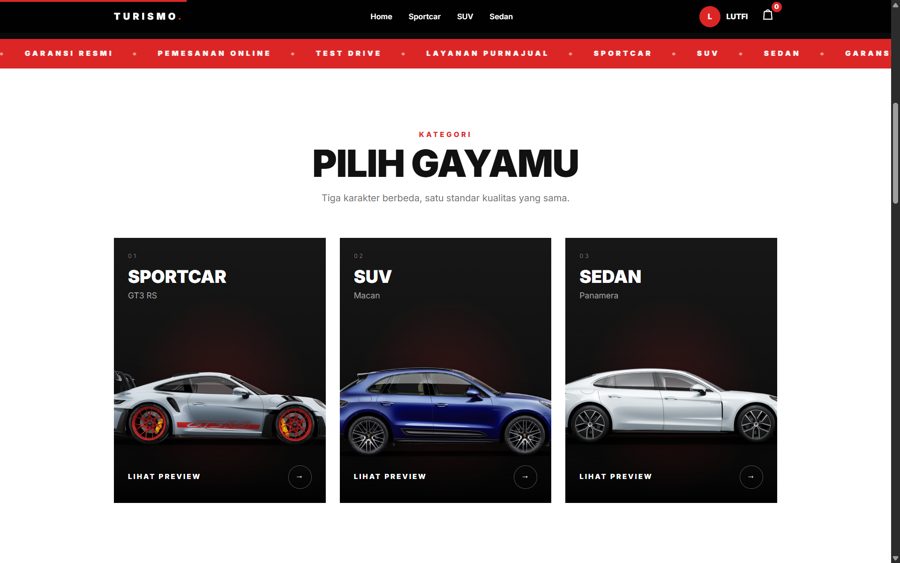 TURISMO.
Home Sportcar SUV Sedan
L LUTFI 0
GARANSI RESMI PEMESANAN ONLINE TEST DRIVE LAYANAN PURNAJUAL SPORTCAR SUV SEDAN GARANS
KATEGORI
PILIH GAYAMU
Tiga karakter berbeda, satu standar kualitas yang sama.
01
SPORTCAR
GT3 RS
LIHAT PREVIEW →
02
SUV
Macan
LIHAT PREVIEW →
03
SEDAN
Panamera
LIHAT PREVIEW →